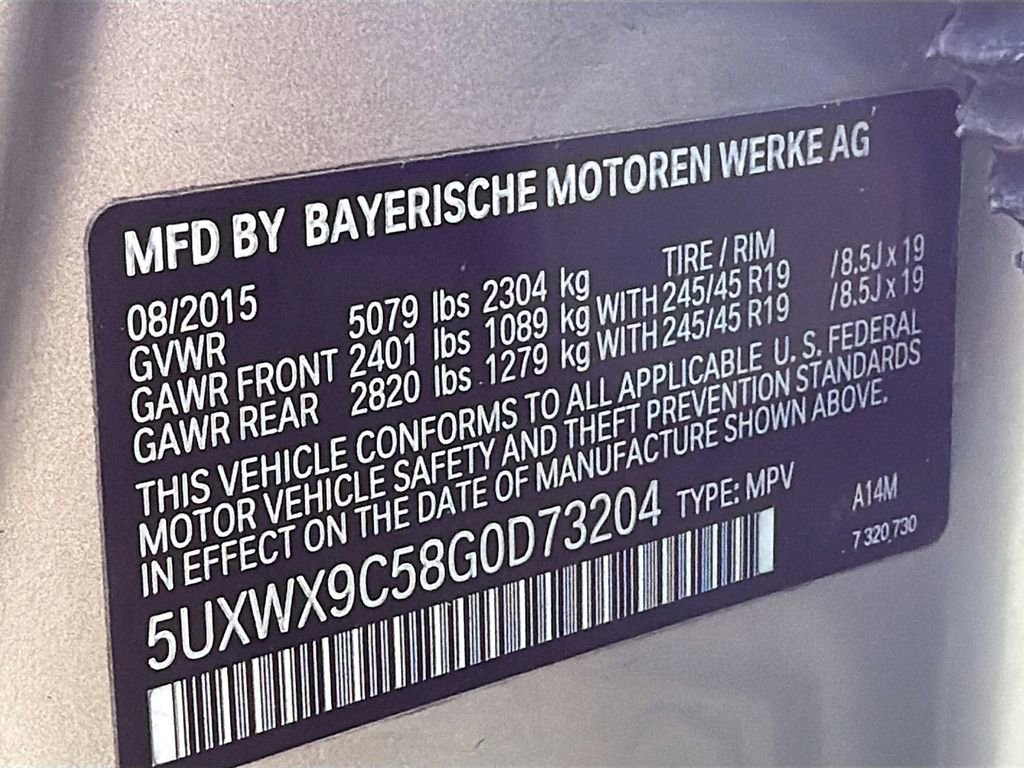 MFD BY BAYERISCHE MOTOREN WERKE AG
08/2015 TIRE / RIM
GVWR 5079 lbs 2304 kg
GAWR FRONT 2401 lbs 1089 kg WITH 245/45 R19 /8.5J x 19
GAWR REAR 2820 lbs 1279 kg WITH 245/45 R19 /8.5J x 19
THIS VEHICLE CONFORMS TO ALL APPLICABLE U. S. FEDERAL
MOTOR VEHICLE SAFETY AND THEFT PREVENTION STANDARDS
IN EFFECT ON THE DATE OF MANUFACTURE SHOWN ABOVE.
5UXWX9C58G0D73204 TYPE: MPV A14M
7 320 730